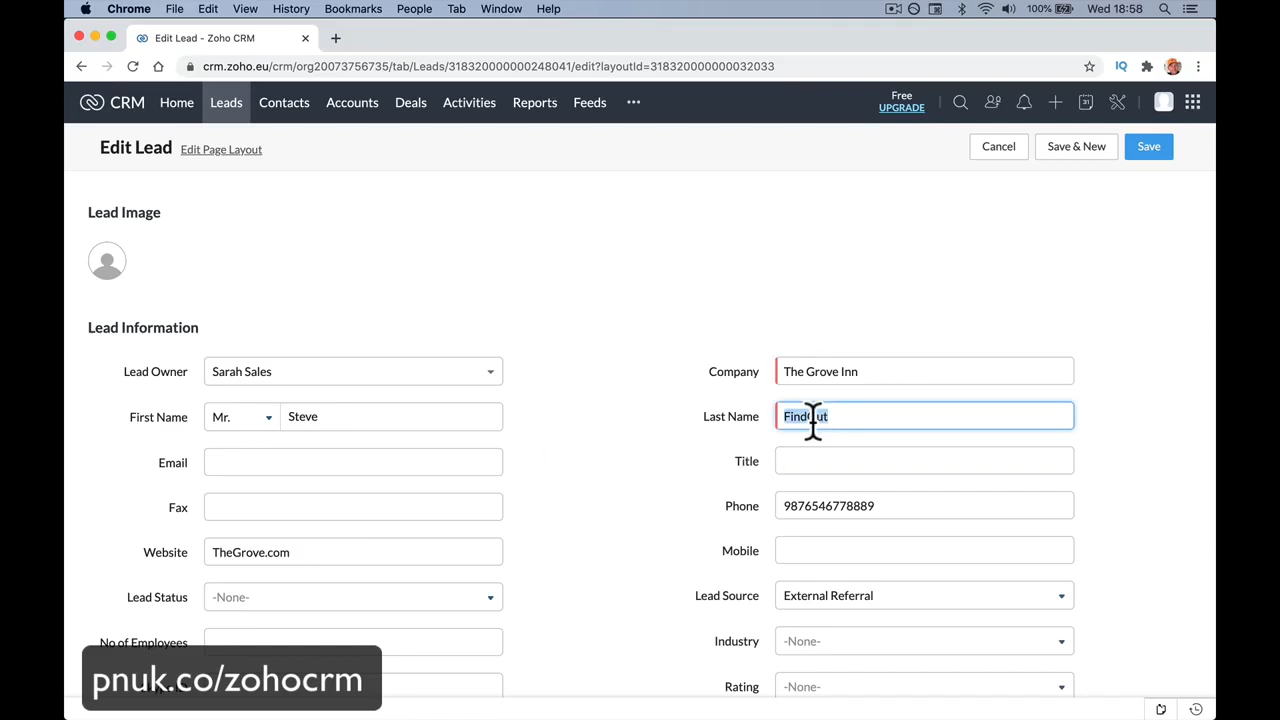 Chrome File Edit View History Bookmarks People Tab Window Help 100% Wed 18:58
Edit Lead - Zoho CRM
crm.zoho.eu/crm/org20073756735/tab/Leads/318320000000248041/edit?layoutId=318320000000032033
CRM Home Leads Contacts Accounts Deals Activities Reports Feeds Free
UPGRADE
Edit Lead Edit Page Layout Cancel Save & New Save
Lead Image
Lead Information
Lead Owner Sarah Sales Company The Grove Inn
First Name Mr. Steve Last Name FindOut
Email Title
Fax Phone 9876546778889
Website TheGrove.com Mobile
Lead Status -None- Lead Source External Referral
No of Employees Industry -None-
Rating -None-
pnuk.co/zohocrm